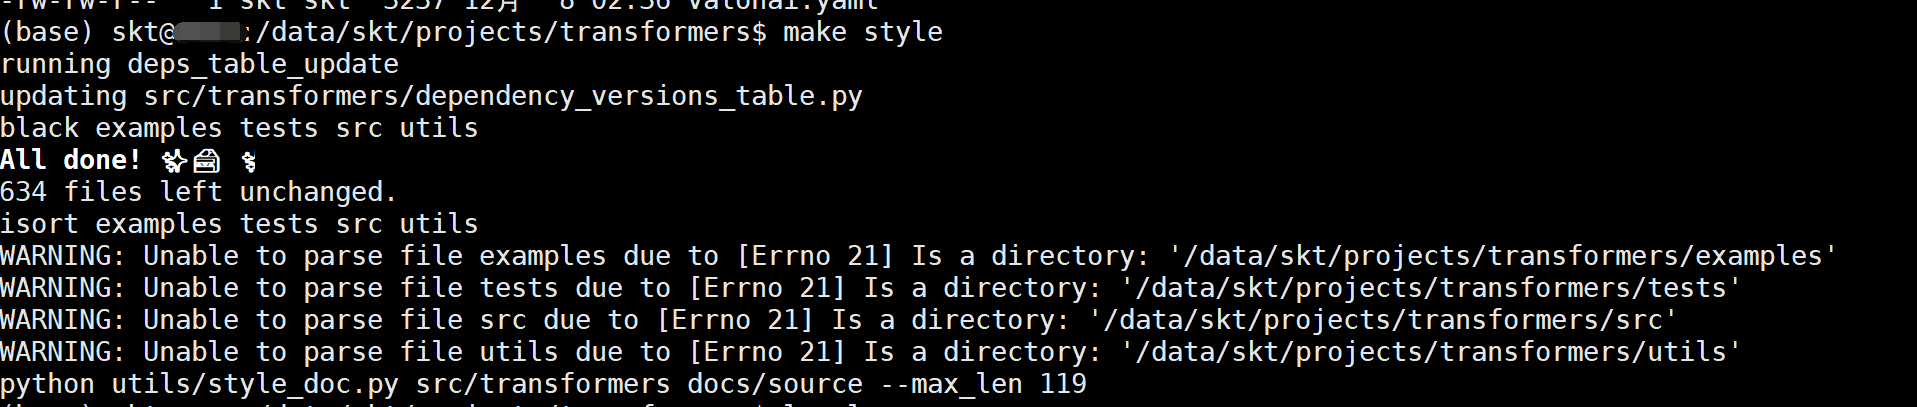 -rw-rw-r-- 1 skt skt 3257 12月 8 02:36 valohai.yaml
(base) skt@:/data/skt/projects/transformers$ make style
running deps_table_update
updating src/transformers/dependency_versions_table.py
black examples tests src utils
All done! ✨🍰 ✨
634 files left unchanged.
isort examples tests src utils
WARNING: Unable to parse file examples due to [Errno 21] Is a directory: '/data/skt/projects/transformers/examples'
WARNING: Unable to parse file tests due to [Errno 21] Is a directory: '/data/skt/projects/transformers/tests'
WARNING: Unable to parse file src due to [Errno 21] Is a directory: '/data/skt/projects/transformers/src'
WARNING: Unable to parse file utils due to [Errno 21] Is a directory: '/data/skt/projects/transformers/utils'
python utils/style_doc.py src/transformers docs/source --max_len 119